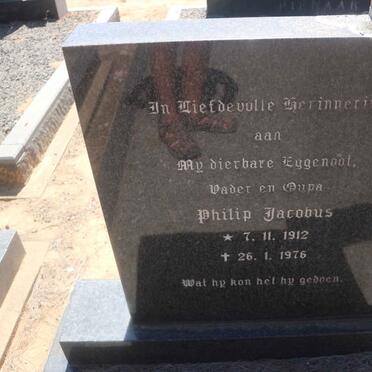 In Liefdevolle Herinneri
aan
My dierbare Eggenoot,
Vader en Oupa
Philip Jacobus
★ 7. 11. 1912
✝ 26. 1. 1976
Wat hy kon het hy gedoen.